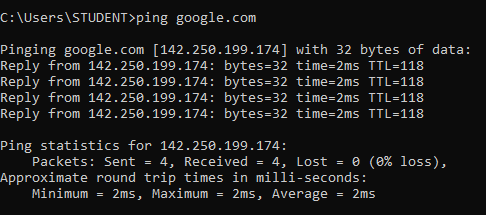 C:\Users\STUDENT>ping google.com
Pinging google.com [142.250.199.174] with 32 bytes of data:
Reply from 142.250.199.174: bytes=32 time=2ms TTL=118
Reply from 142.250.199.174: bytes=32 time=2ms TTL=118
Reply from 142.250.199.174: bytes=32 time=2ms TTL=118
Reply from 142.250.199.174: bytes=32 time=2ms TTL=118
Ping statistics for 142.250.199.174:
    Packets: Sent = 4, Received = 4, Lost = 0 (0% loss),
Approximate round trip times in milli-seconds:
    Minimum = 2ms, Maximum = 2ms, Average = 2ms